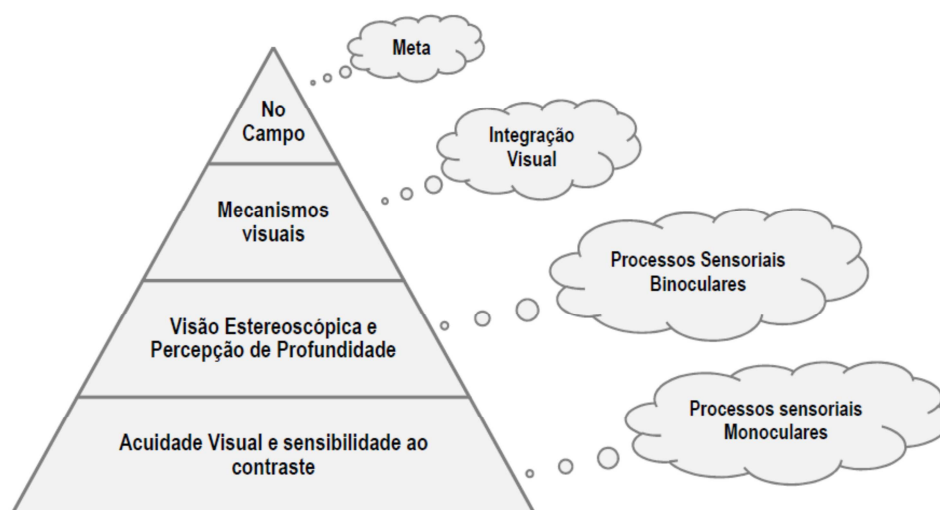 Meta
No
Campo
Integração
Visual
Mecanismos
visuais
Processos Sensoriais
Binoculares
Visão Estereoscópica e
Percepção de Profundidade
Processos sensoriais
Monoculares
Acuidade Visual e sensibilidade ao
contraste